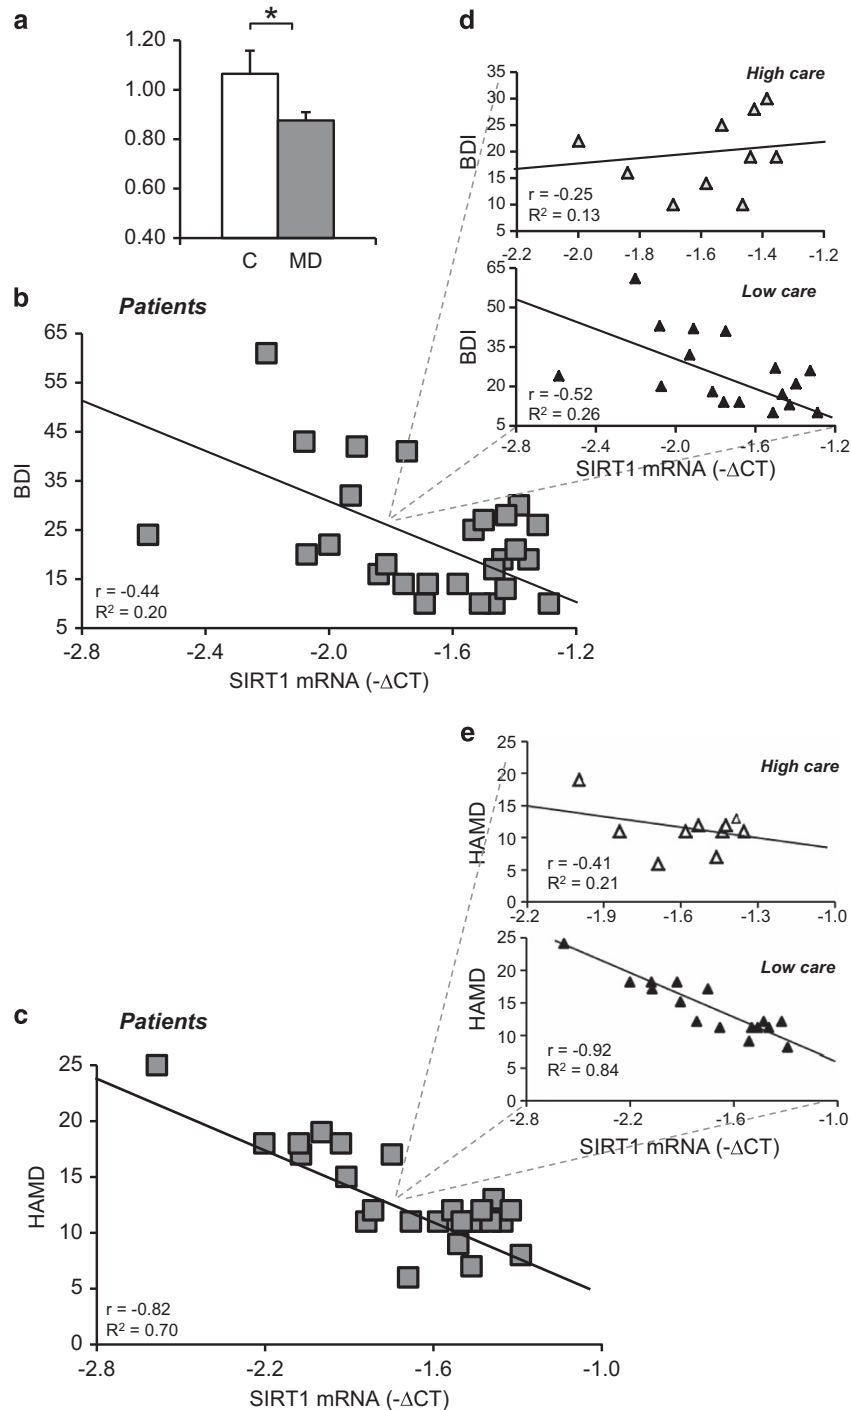 a
*
1.20
1.00
0.80
0.60
0.40
C MD
b
Patients
65
55
45
35
25
15
5
BDI
r = -0.44
R² = 0.20
-2.8 -2.4 -2.0 -1.6 -1.2
SIRT1 mRNA (-ΔCT)
d
High care
35
30
25
20
15
10
5
BDI
r = -0.25
R² = 0.13
-2.2 -2.0 -1.8 -1.6 -1.4 -1.2
Low care
65
50
35
20
5
BDI
r = -0.52
R² = 0.26
-2.8 -2.4 -2.0 -1.6 -1.2
SIRT1 mRNA (-ΔCT)
e
High care
25
20
15
10
5
0
HAMD
r = -0.41
R² = 0.21
-2.2 -1.9 -1.6 -1.3 -1.0
Low care
25
20
15
10
5
0
HAMD
r = -0.92
R² = 0.84
-2.8 -2.2 -1.6 -1.0
SIRT1 mRNA (-ΔCT)
c
Patients
25
20
15
10
5
0
HAMD
r = -0.82
R² = 0.70
-2.8 -2.2 -1.6 -1.0
SIRT1 mRNA (-ΔCT)